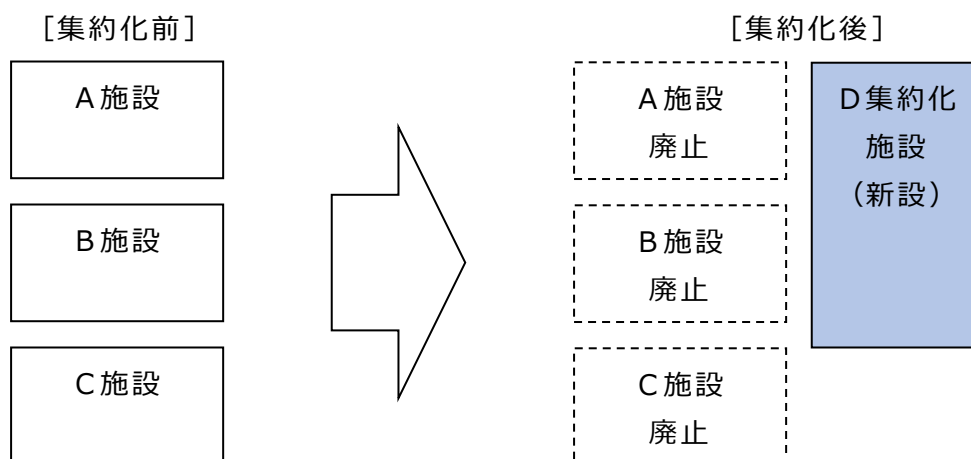 [集約化前]
A施設
B施設
C施設
[集約化後]
A施設
廃止
B施設
廃止
C施設
廃止
D集約化
施設
（新設）